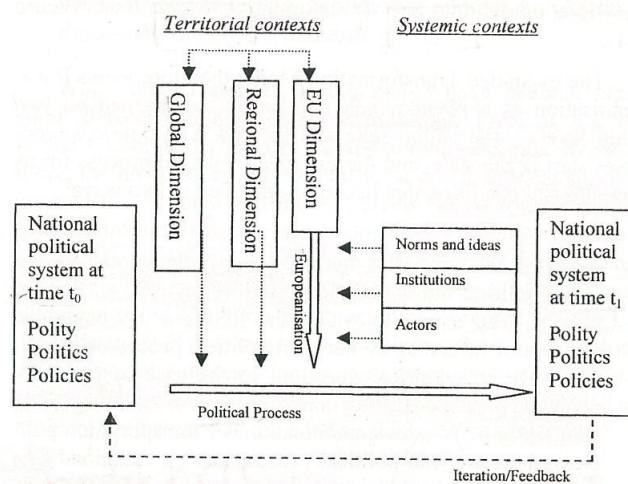 Territorial contexts
Systemic contexts
Global Dimension
Regional Dimension
EU Dimension
Europeanisation
National
political
system at
time t0
Polity
Politics
Policies
Norms and ideas
Institutions
Actors
National
political
system
at time t1
Polity
Politics
Policies
Political Process
Iteration/Feedback